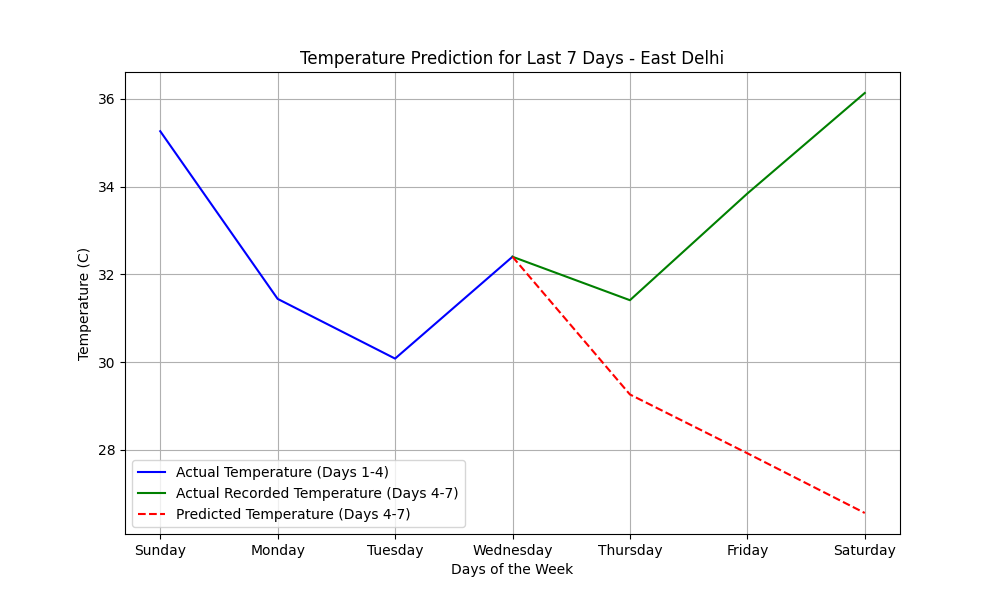 Temperature Prediction for Last 7 Days - East Delhi
Temperature (C)
36
34
32
30
28
Actual Temperature (Days 1-4)
Actual Recorded Temperature (Days 4-7)
Predicted Temperature (Days 4-7)
Sunday Monday Tuesday Wednesday Thursday Friday Saturday
Days of the Week